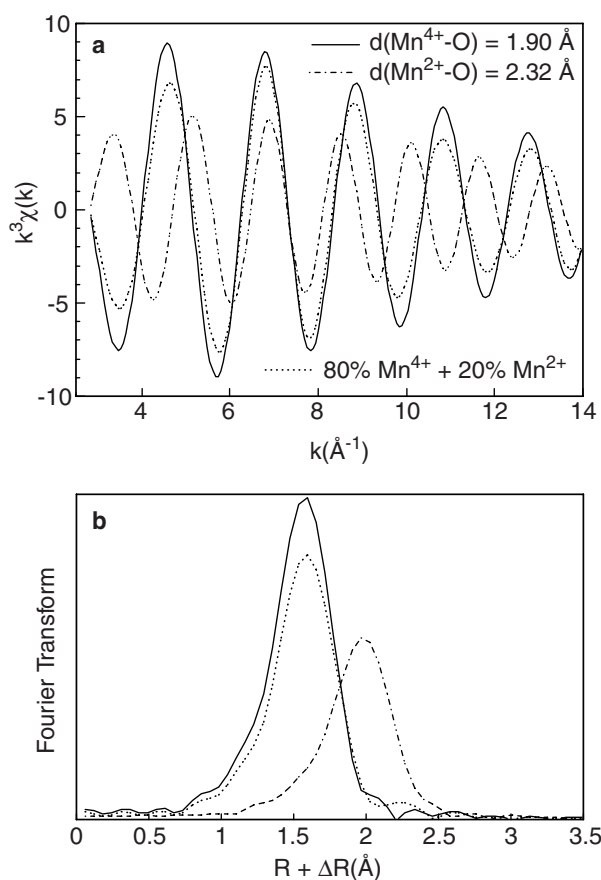 a
d(Mn⁴⁺-O) = 1.90 Å
d(Mn²⁺-O) = 2.32 Å
10
5
0
-5
-10
k³χ(k)
80% Mn⁴⁺ + 20% Mn²⁺
4 6 8 10 12 14
k(Å⁻¹)
b
Fourier Transform
0 0.5 1 1.5 2 2.5 3 3.5
R + ΔR(Å)